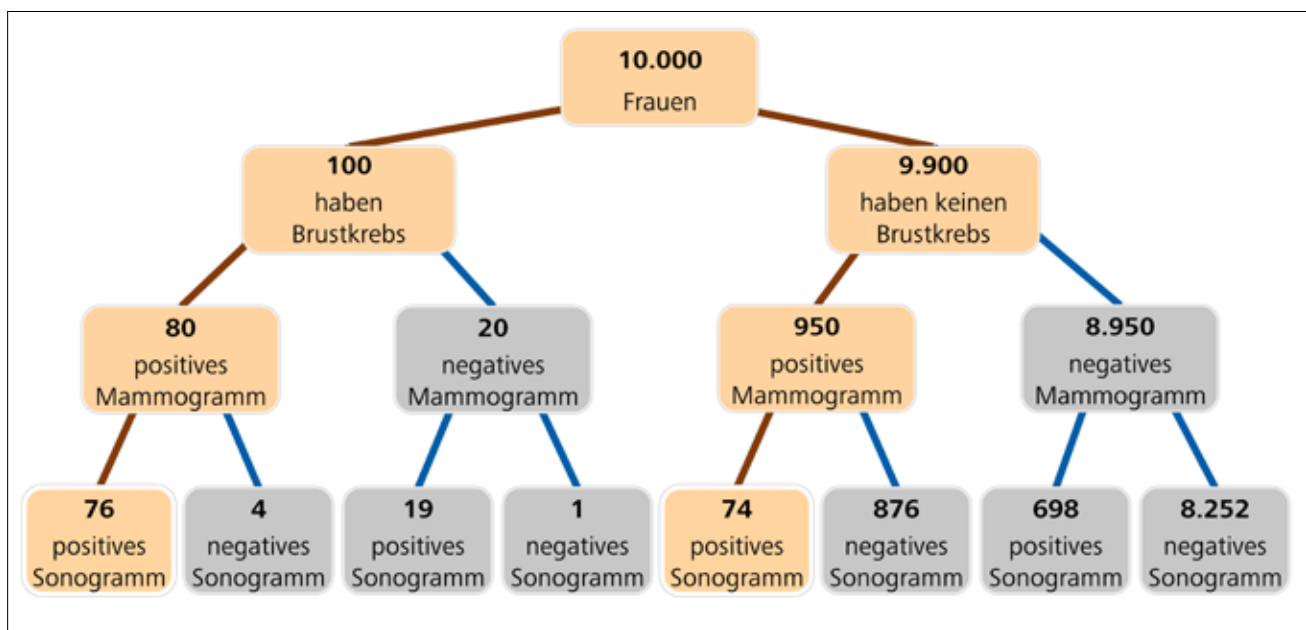 10.000
Frauen
100
haben
Brustkrebs
9.900
haben keinen
Brustkrebs
80
positives
Mammogramm
20
negatives
Mammogramm
950
positives
Mammogramm
8.950
negatives
Mammogramm
76
positives
Sonogramm
4
negatives
Sonogramm
19
positives
Sonogramm
1
negatives
Sonogramm
74
positives
Sonogramm
876
negatives
Sonogramm
698
positives
Sonogramm
8.252
negatives
Sonogramm